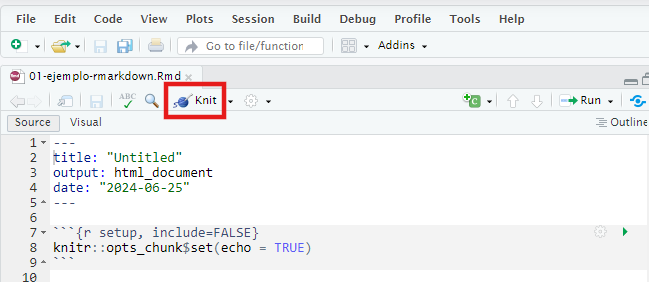 File Edit Code View Plots Session Build Debug Profile Tools Help
Go to file/function Addins
01-ejemplo-rmarkdown.Rmd
ABC Knit Run
Source Visual Outline
1 ---
2 title: "Untitled"
3 output: html_document
4 date: "2024-06-25"
5 ---
6
7 ```{r setup, include=FALSE}
8 knitr::opts_chunk$set(echo = TRUE)
9 ```
10